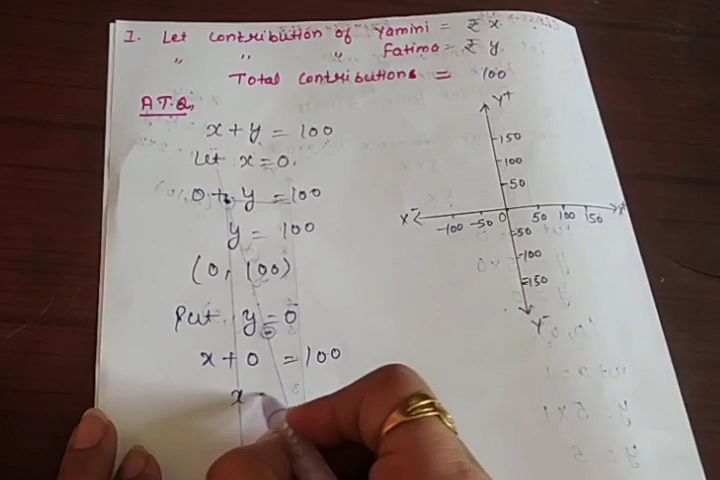 1. Let contribution of Yamini = ₹ x.
" " " Fatima = ₹ y.
Total contributions = 100
A.T.Q,
x + y = 100
Let x = 0.
0 + y = 100
y = 100
(0, 100)
Put y = 0
x + 0 = 100
x =
Y+
150
100
50
X- -100 -50 0 50 100 150 X+
-50
-100
-150
Y-